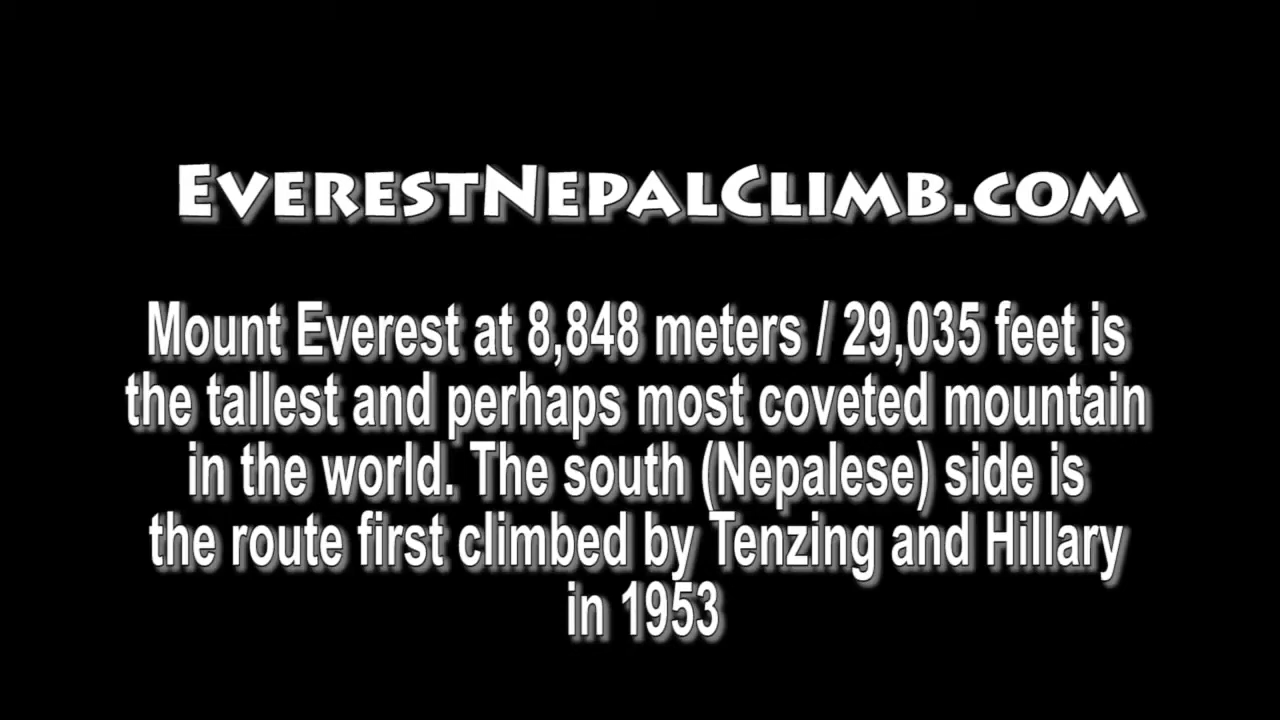 EverestNepalClimb.com
Mount Everest at 8,848 meters / 29,035 feet is
the tallest and perhaps most coveted mountain
in the world. The south (Nepalese) side is
the route first climbed by Tenzing and Hillary
in 1953